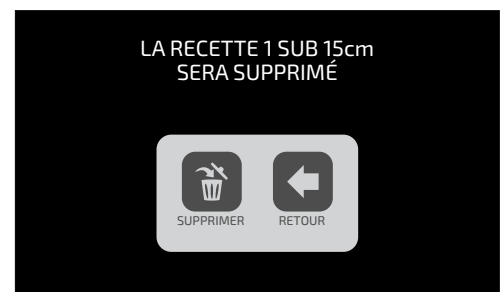 LA RECETTE 1 SUB 15cm
SERA SUPPRIMÉ
SUPPRIMER RETOUR